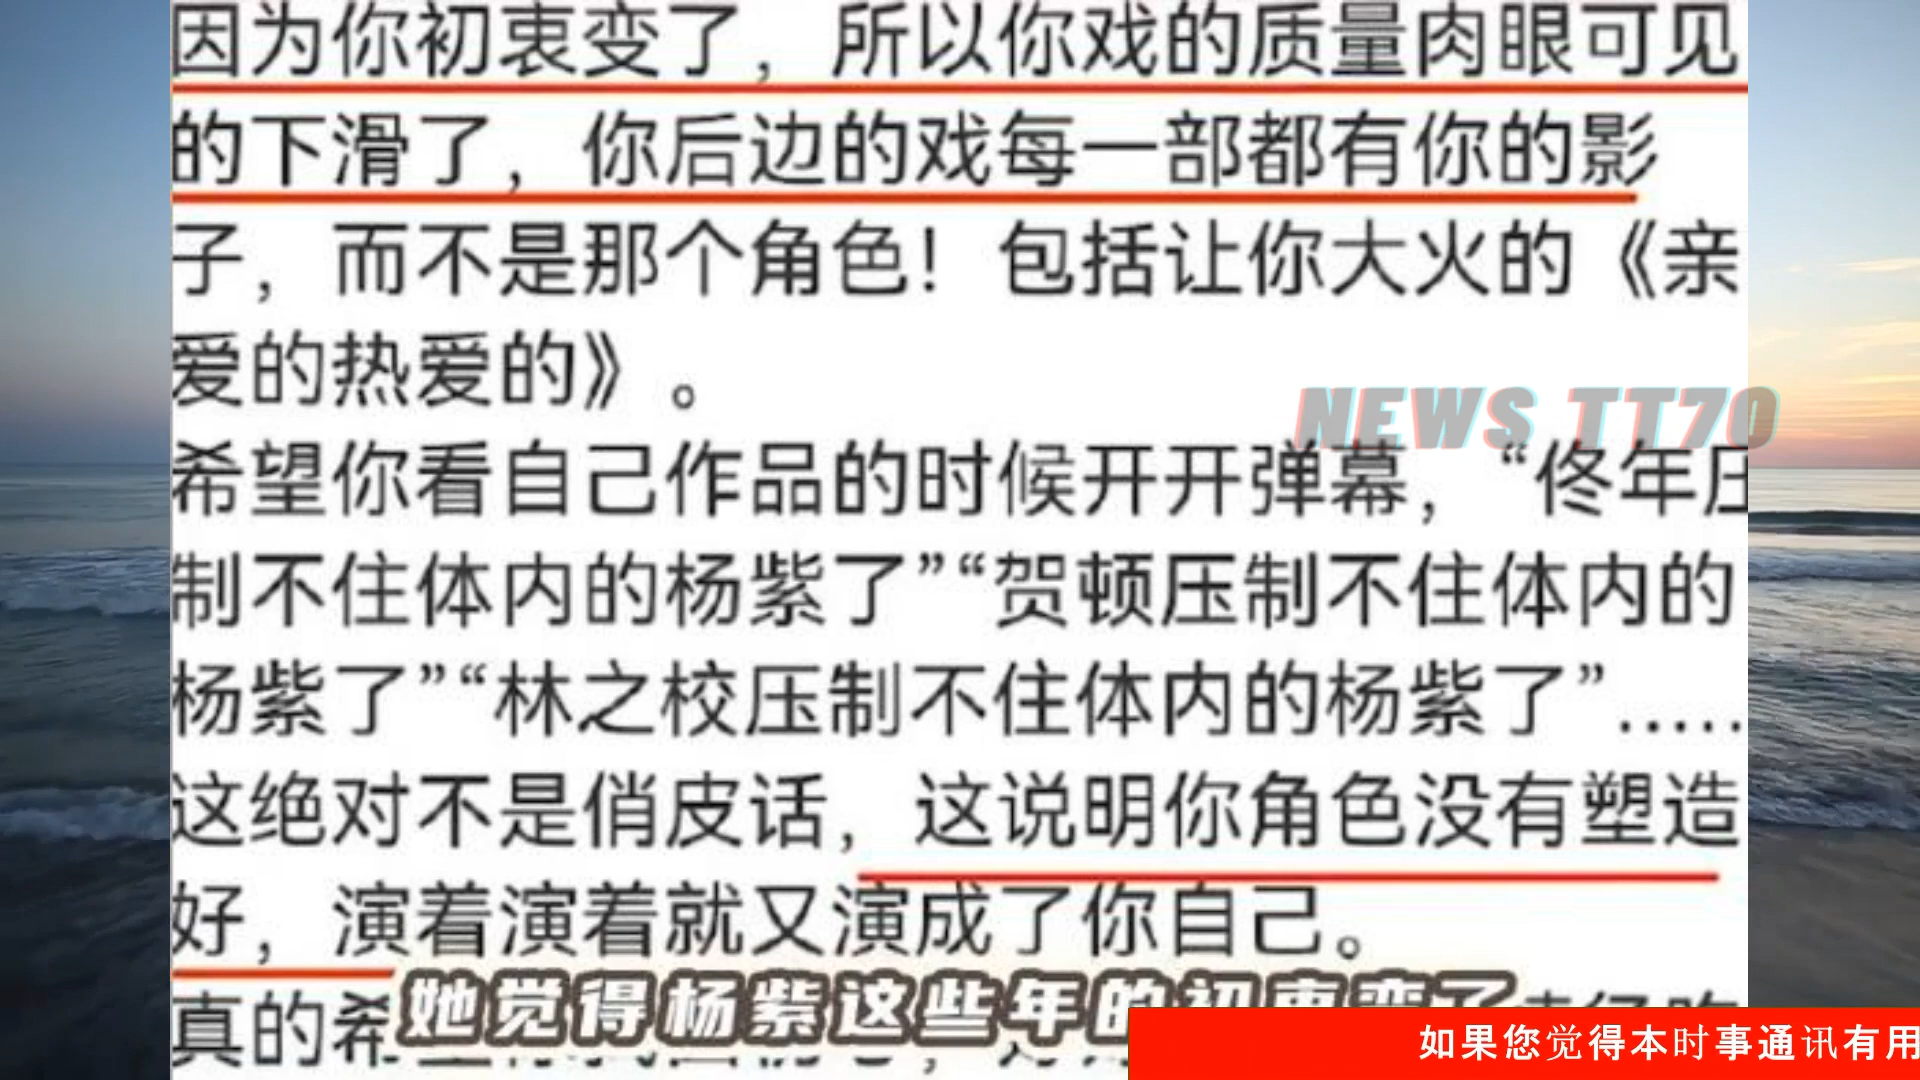 因为你初衷变了，所以你戏的质量肉眼可见
的下滑了，你后边的戏每一部都有你的影
子，而不是那个角色！包括让你大火的《亲
爱的热爱的》。
NEWS TT70
希望你看自己作品的时候开开弹幕，“佟年压
制不住体内的杨紫了”“贺顿压制不住体内的
杨紫了”“林之校压制不住体内的杨紫了”……
这绝对不是俏皮话，这说明你角色没有塑造
好，演着演着就又演成了你自己。
真的希
她觉得杨紫这些年的初衷变了
如果您觉得本时事通讯有用